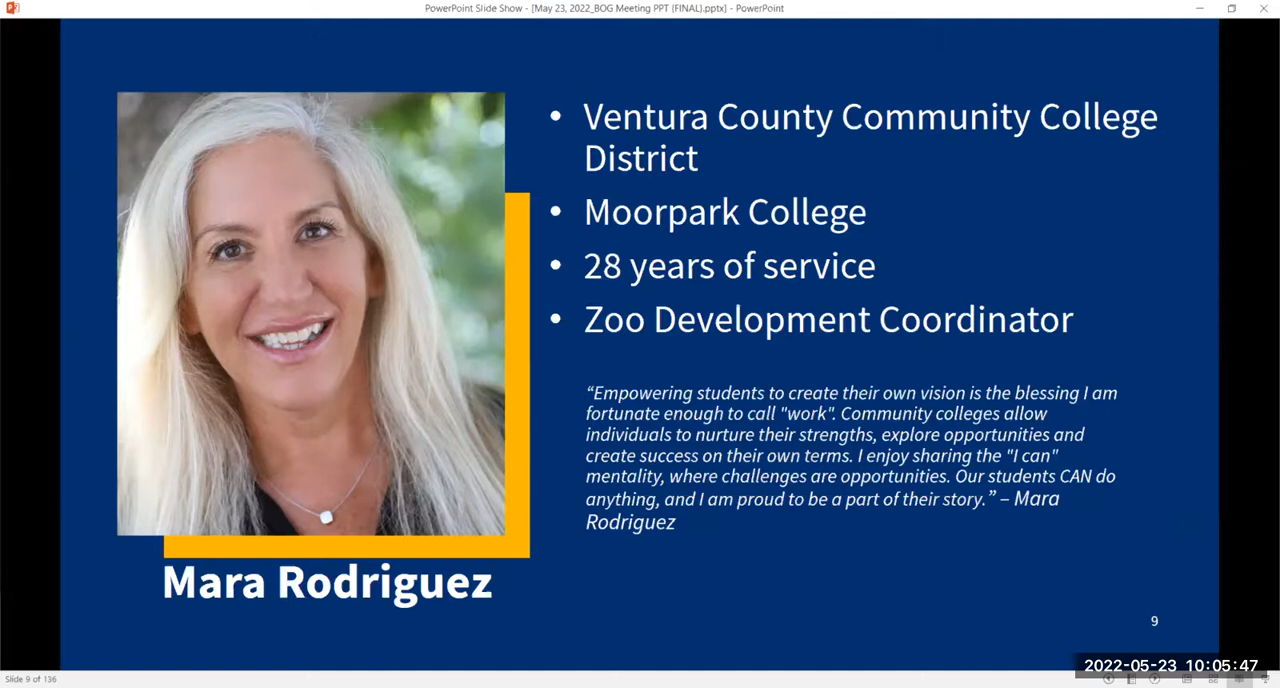 PowerPoint Slide Show - [May 23, 2022_BOG Meeting PPT (FINAL).pptx] - PowerPoint
• Ventura County Community College
District
• Moorpark College
• 28 years of service
• Zoo Development Coordinator
“Empowering students to create their own vision is the blessing I am
fortunate enough to call "work". Community colleges allow
individuals to nurture their strengths, explore opportunities and
create success on their own terms. I enjoy sharing the "I can"
mentality, where challenges are opportunities. Our students CAN do
anything, and I am proud to be a part of their story.” – Mara
Rodriguez
Mara Rodriguez
9
2022-05-23 10:05:47
Slide 9 of 136